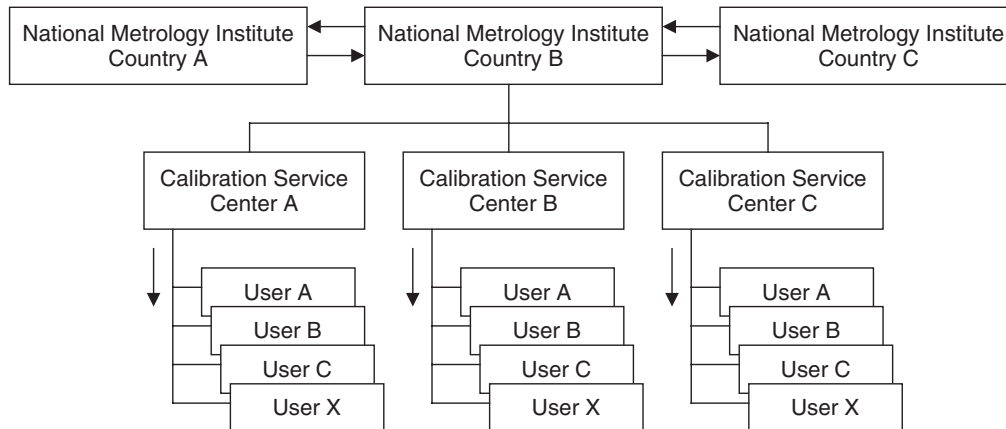 National Metrology Institute
Country A
National Metrology Institute
Country B
National Metrology Institute
Country C
Calibration Service
Center A
Calibration Service
Center B
Calibration Service
Center C
User A
User B
User C
User X
User A
User B
User C
User X
User A
User B
User C
User X